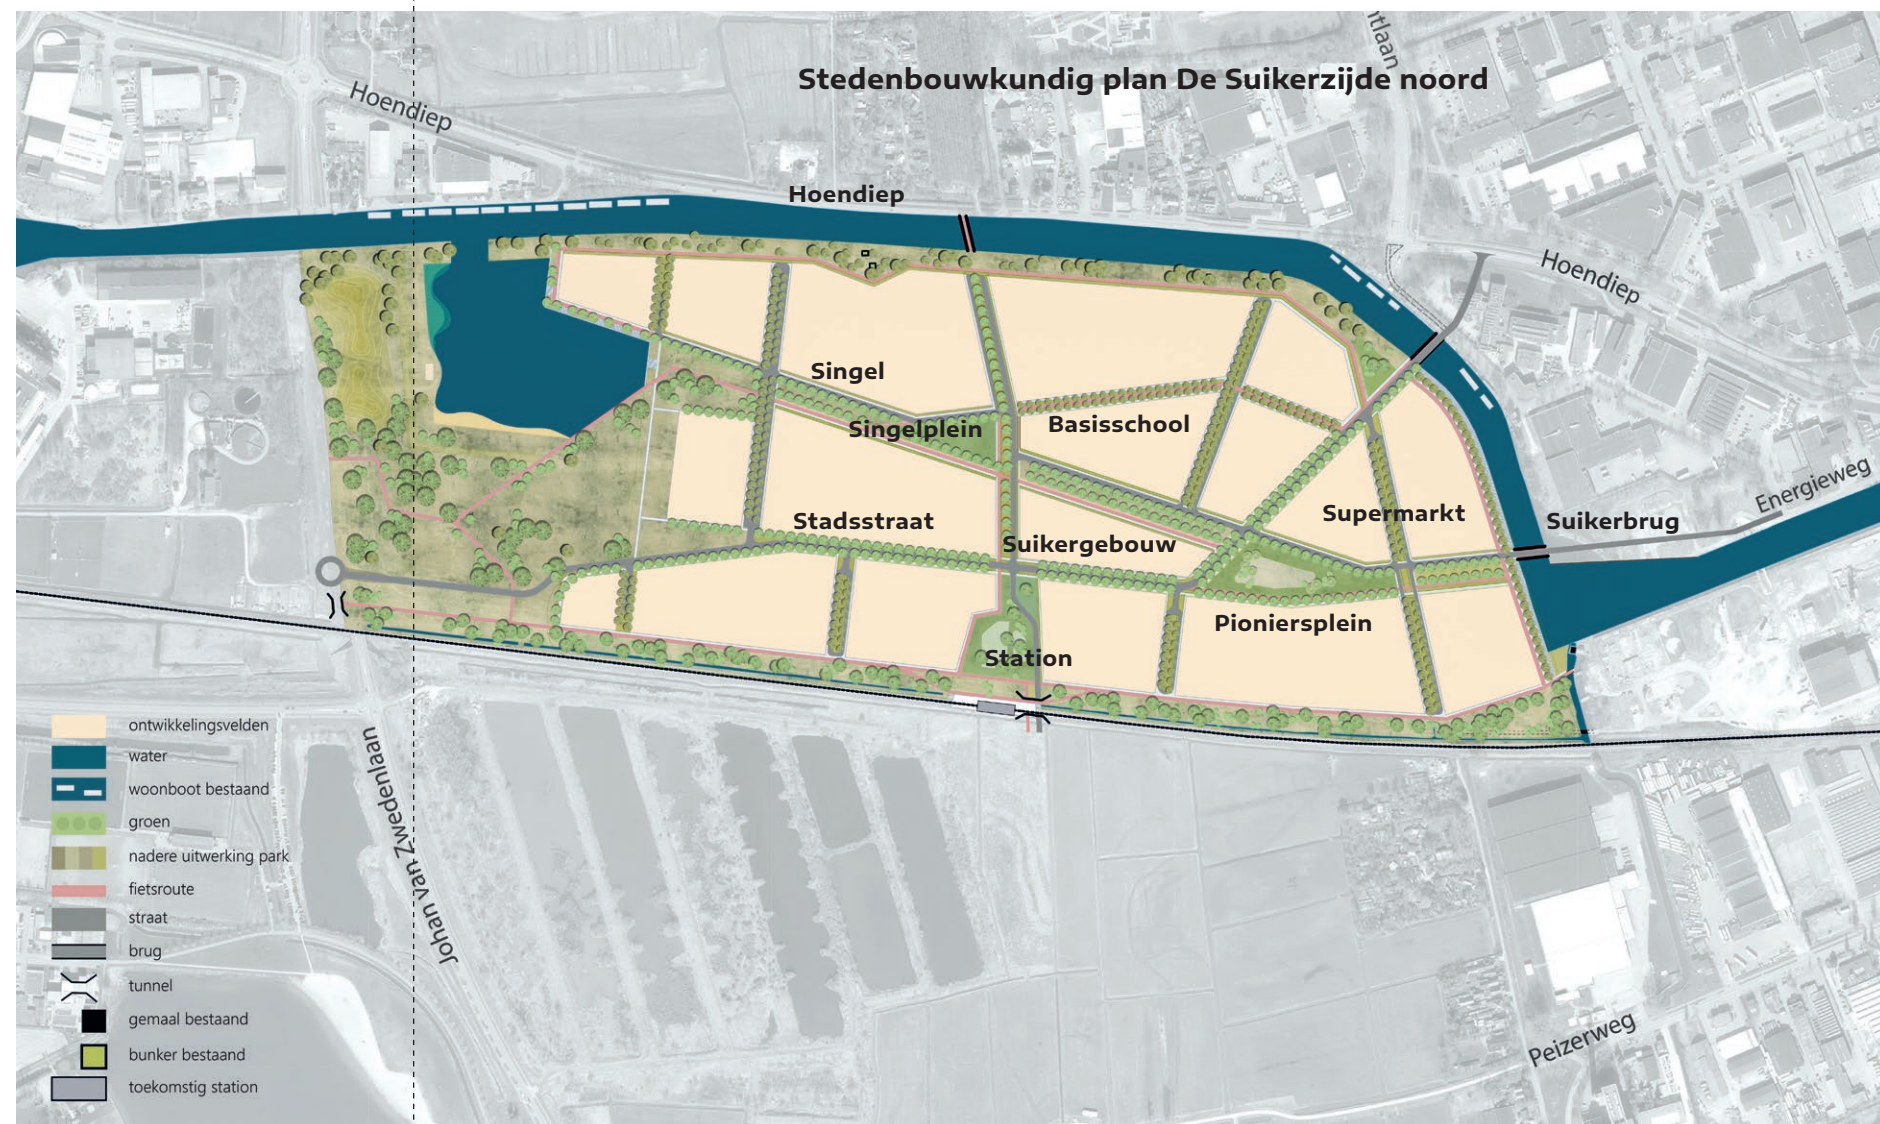 ntlaan
Stedenbouwkundig plan De Suikerzijde noord
Hoendiep
Hoendiep
Hoendiep
Singel
Singelplein
Basisschool
Energieweg
Stadsstraat
Supermarkt
Suikerbrug
Suikergebouw
Pioniersplein
Station
ontwikkelingsvelden
water
woonboot bestaand
groen
nadere uitwerking park
fietsroute
straat
brug
tunnel
gemaal bestaand
bunker bestaand
toekomstig station
Johan van Zwedenlaan
Peizerweg